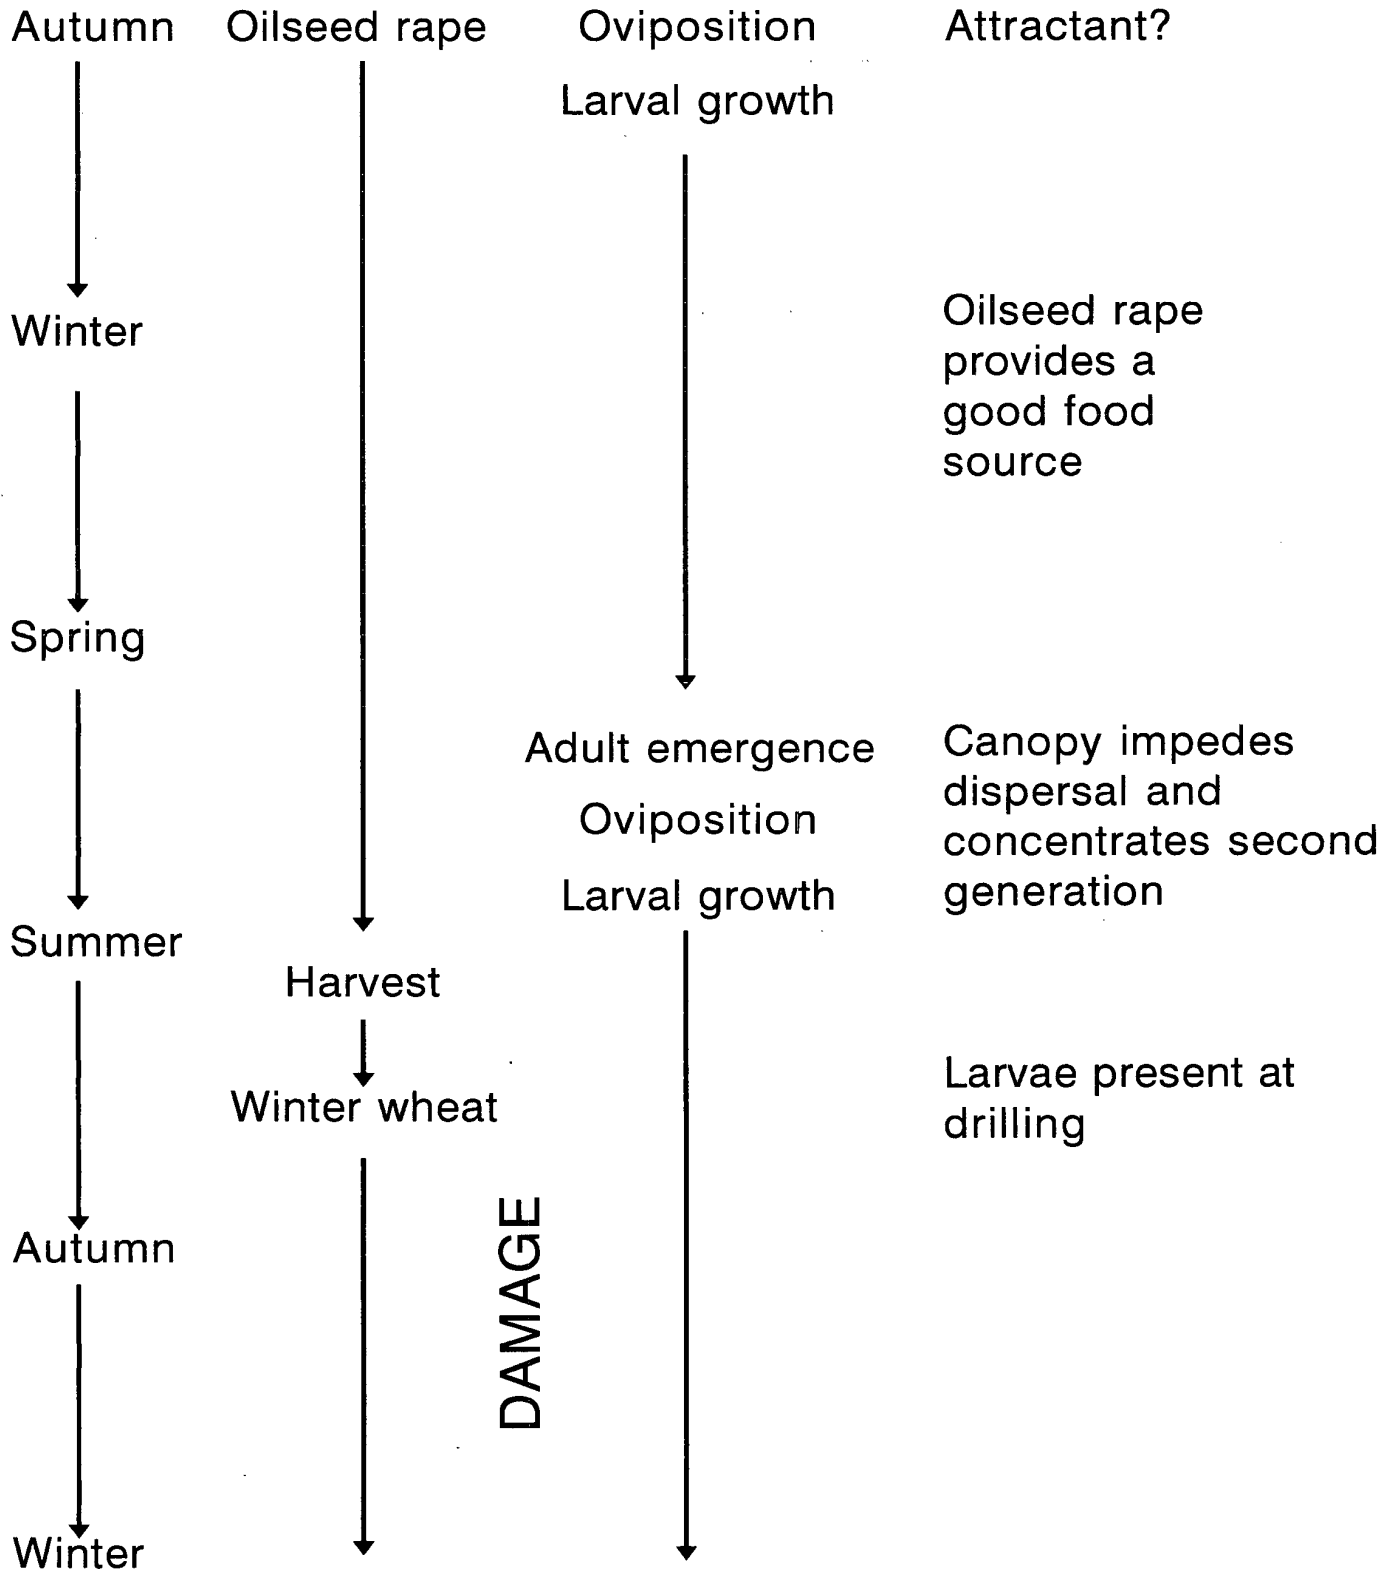 Autumn
Oilseed rape
Oviposition
Attractant?
Larval growth
Winter
Oilseed rape
provides a
good food
source
Spring
Adult emergence
Oviposition
Larval growth
Canopy impedes
dispersal and
concentrates second
generation
Summer
Harvest
Winter wheat
Larvae present at
drilling
DAMAGE
Autumn
Winter